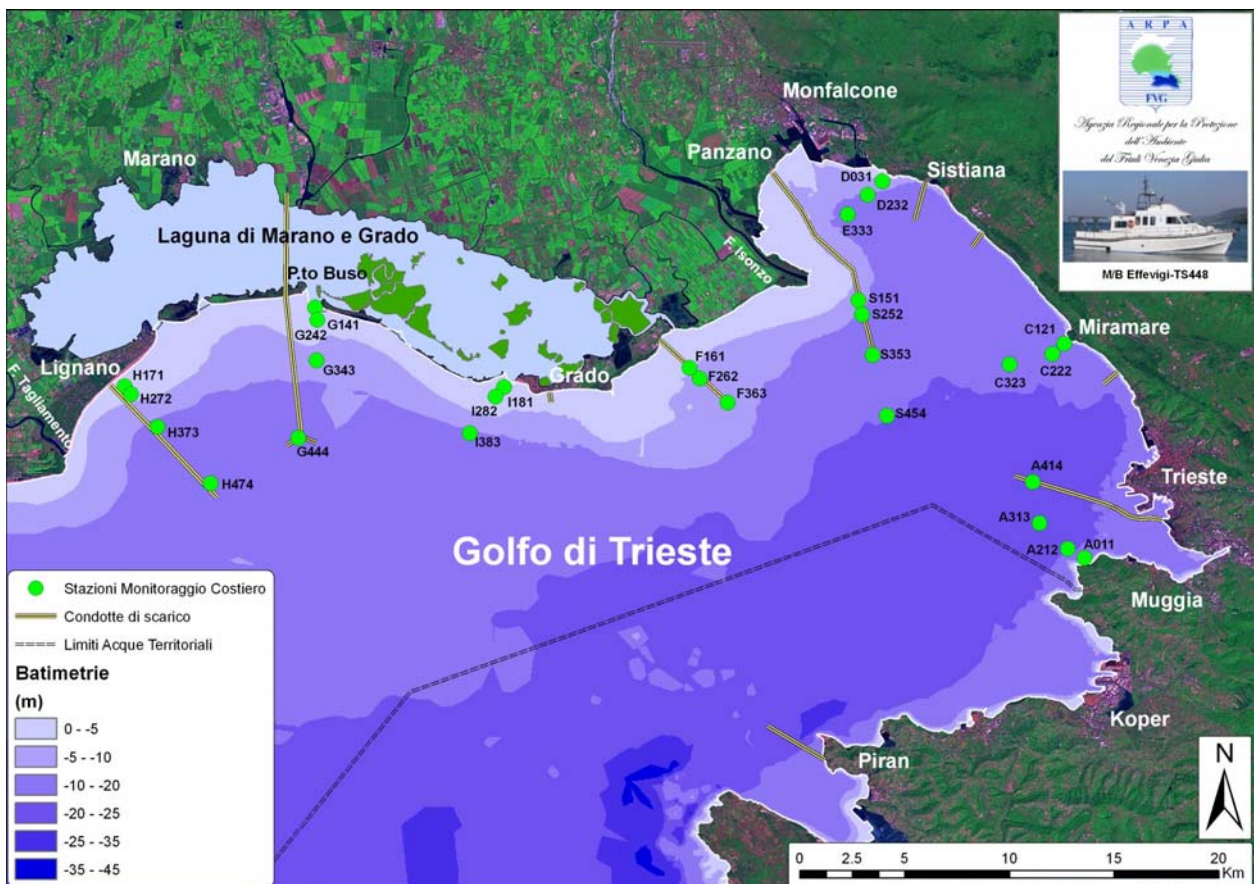 A R P A
FVG
Agenzia Regionale per la Protezione
dell'Ambiente
del Friuli Venezia Giulia
M/B Effevigi-TS448
Monfalcone
Panzano
Sistiana
D031
D232
E333
Marano
Laguna di Marano e Grado
P.to Buso
F. Isonzo
G141
G242
G343
S151
S252
S353
C121
Miramare
C222
C323
Lignano
F. Tagliamento
H171
H272
H373
H474
G444
I181
I282
I383
Grado
F161
F262
F363
S454
A414
Trieste
A313
A212
A011
Muggia
Golfo di Trieste
Koper
Piran
Stazioni Monitoraggio Costiero
Condotte di scarico
Limiti Acque Territoriali
Batimetrie
(m)
0 - -5
-5 - -10
-10 - -20
-20 - -25
-25 - -35
-35 - -45
N
0 2.5 5 10 15 20
Km